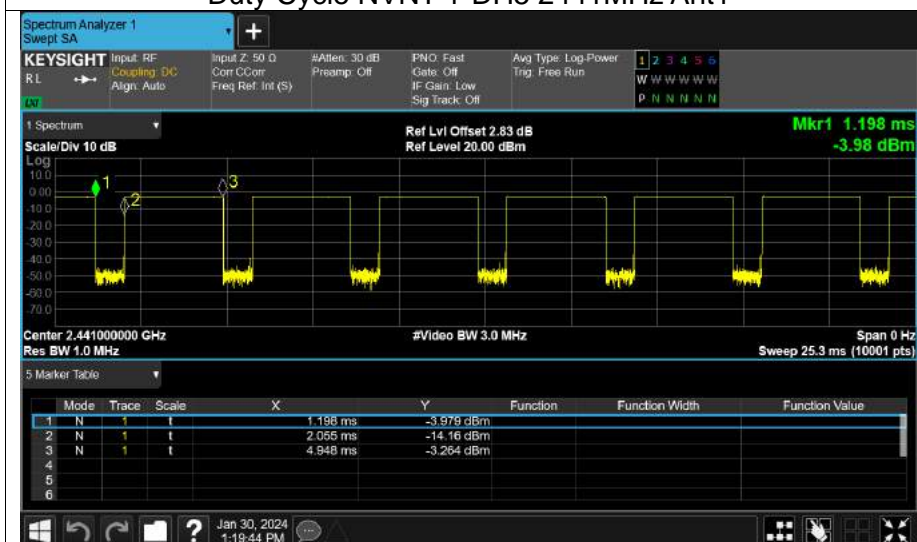 Duty Cycle NVNT 1-DH5 2441MHz Ant1
Spectrum Analyzer 1
Swept SA
+
KEYSIGHT
RL
Input: RF
Coupling: DC
Align: Auto
Input Z: 50 Ω
Corr CCorr
Freq Ref: Int (S)
#Atten: 30 dB
Preamp: Off
PNO: Fast
Gate: Off
IF Gain: Low
Sig Track: Off
Avg Type: Log-Power
Trig: Free Run
1 2 3 4 5 6
W W W W W W
P N N N N N
1 Spectrum
Scale/Div 10 dB
Ref Lvl Offset 2.83 dB
Ref Level 20.00 dBm
Mkr1 1.198 ms
-3.98 dBm
Log
10.0
0.00
-10.0
-20.0
-30.0
-40.0
-50.0
-60.0
-70.0
1
2
3
Center 2.441000000 GHz
Res BW 1.0 MHz
#Video BW 3.0 MHz
Span 0 Hz
Sweep 25.3 ms (10001 pts)
5 Marker Table
Mode Trace Scale X Y Function Function Width Function Value
1 N 1 t 1.198 ms -3.979 dBm
2 N 1 t 2.055 ms -14.16 dBm
3 N 1 t 4.948 ms -3.264 dBm
4
5
6
?
Jan 30, 2024
1:19:44 PM